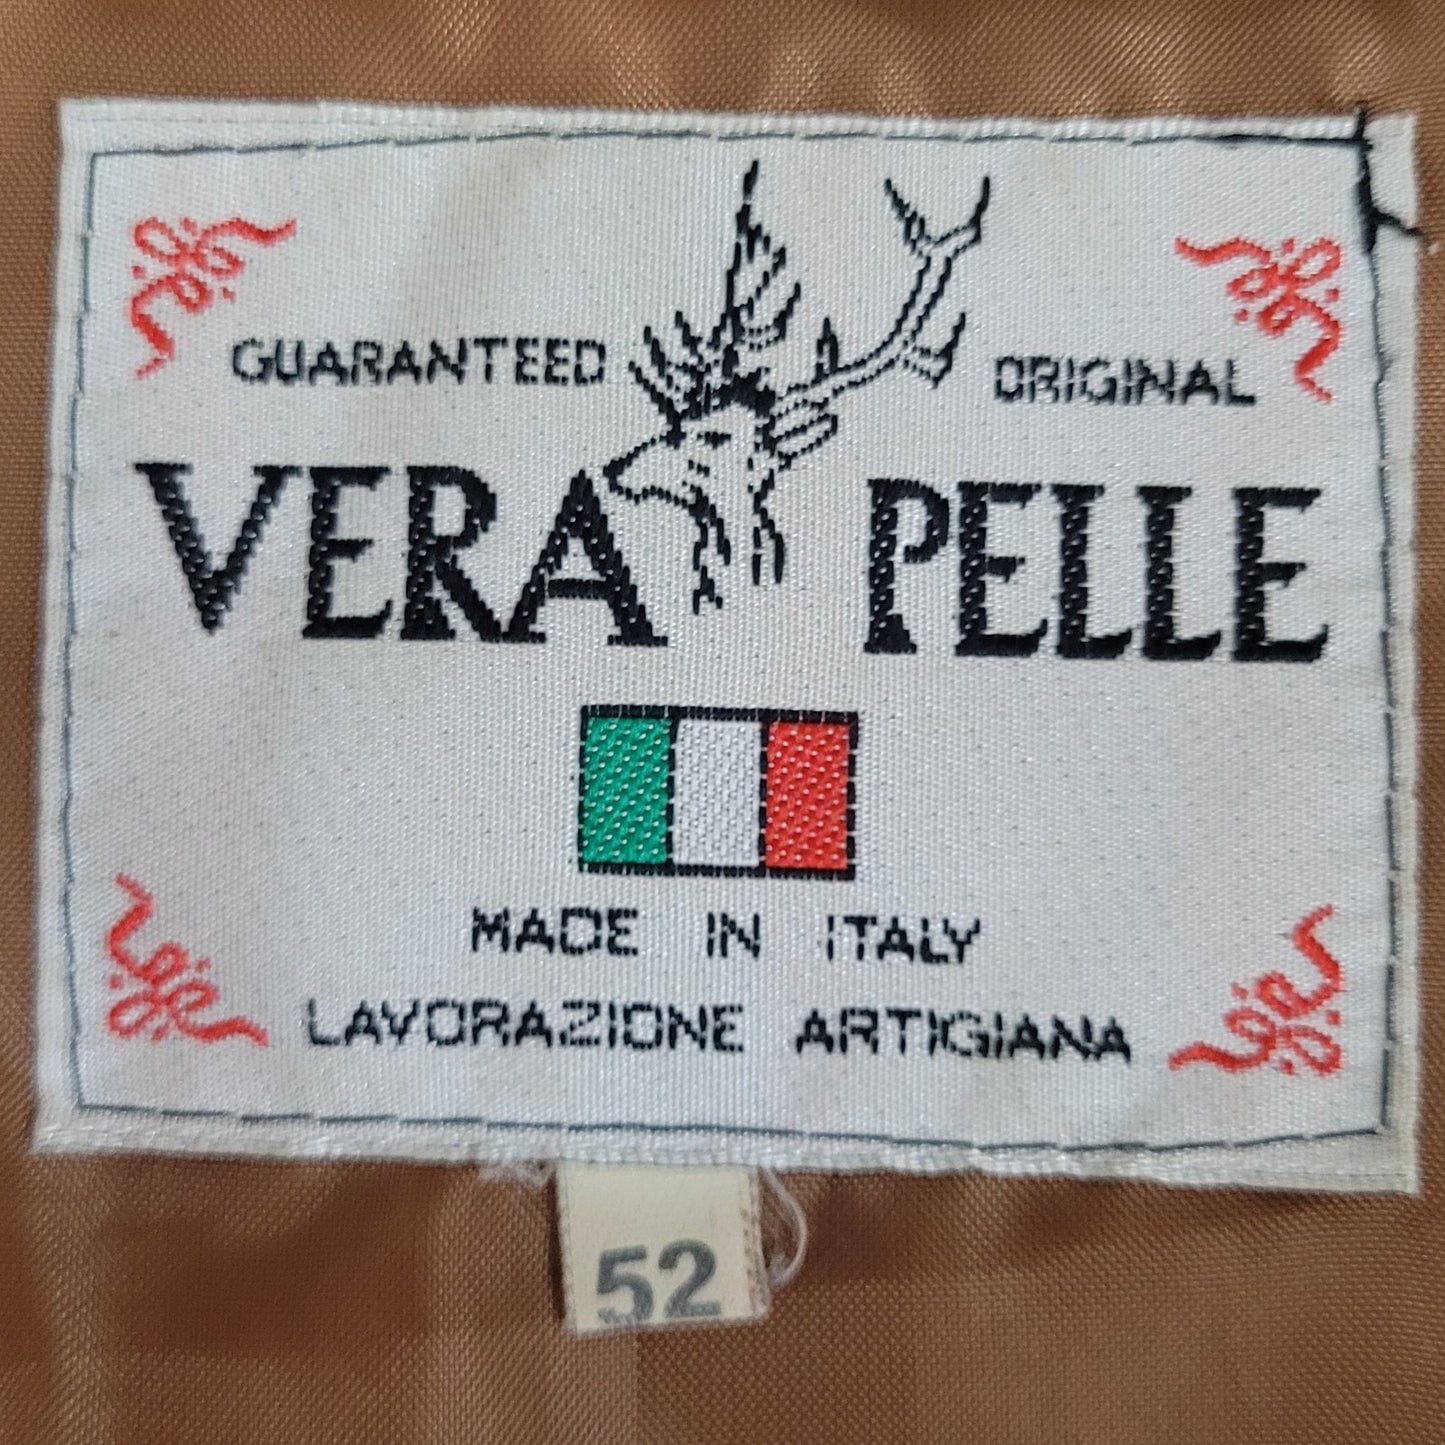 GUARANTEED ORIGINAL
VERA PELLE
MADE IN ITALY
LAVORAZIONE ARTIGIANA
52